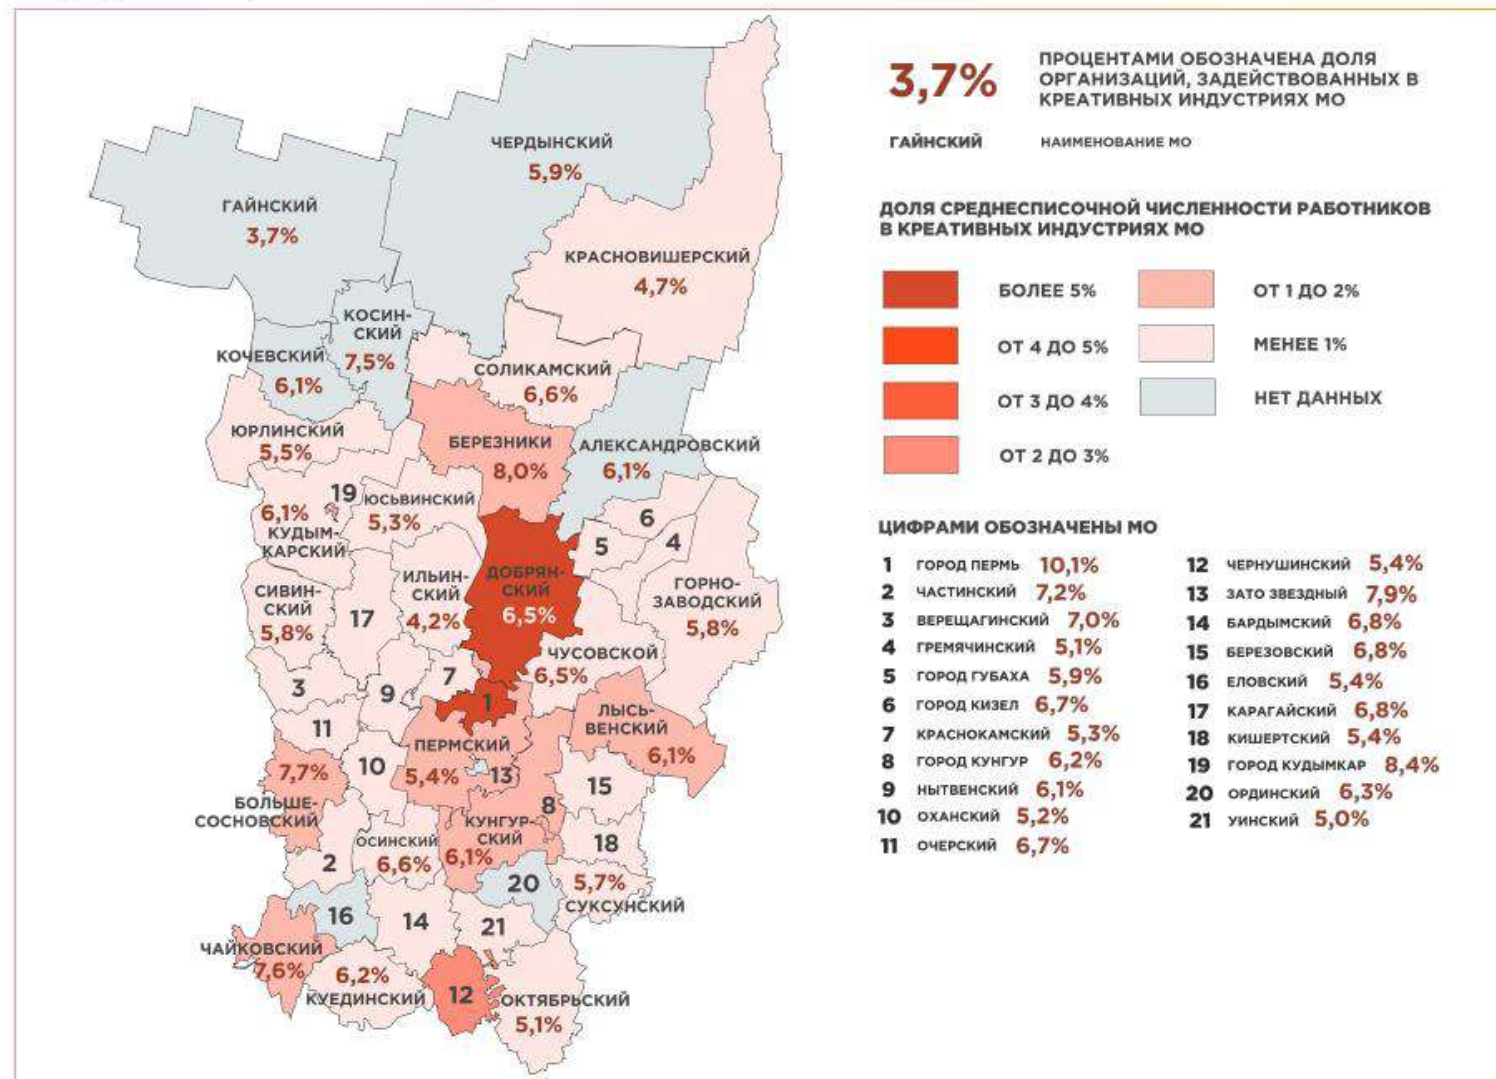 3,7%
ПРОЦЕНТАМИ ОБОЗНАЧЕНА ДОЛЯ
ОРГАНИЗАЦИЙ, ЗАДЕЙСТВОВАННЫХ В
КРЕАТИВНЫХ ИНДУСТРИЯХ МО
ГАЙНСКИЙ
НАИМЕНОВАНИЕ МО
ДОЛЯ СРЕДНЕСПИСОЧНОЙ ЧИСЛЕННОСТИ РАБОТНИКОВ
В КРЕАТИВНЫХ ИНДУСТРИЯХ МО
БОЛЕЕ 5%
ОТ 4 ДО 5%
ОТ 3 ДО 4%
ОТ 2 ДО 3%
ОТ 1 ДО 2%
МЕНЕЕ 1%
НЕТ ДАННЫХ
ЦИФРАМИ ОБОЗНАЧЕНЫ МО
1 ГОРОД ПЕРМЬ 10,1%
2 ЧАСТИНСКИЙ 7,2%
3 ВЕРЕЩАГИНСКИЙ 7,0%
4 ГРЕМЯЧИНСКИЙ 5,1%
5 ГОРОД ГУБАХА 5,9%
6 ГОРОД КИЗЕЛ 6,7%
7 КРАСНОКАМСКИЙ 5,3%
8 ГОРОД КУНГУР 6,2%
9 НЫТВЕНСКИЙ 6,1%
10 ОХАНСКИЙ 5,2%
11 ОЧЕРСКИЙ 6,7%
12 ЧЕРНУШИНСКИЙ 5,4%
13 ЗАТО ЗВЕЗДНЫЙ 7,9%
14 БАРДЫМСКИЙ 6,8%
15 БЕРЕЗОВСКИЙ 6,8%
16 ЕЛОВСКИЙ 5,4%
17 КАРАГАЙСКИЙ 6,8%
18 КИШЕРТСКИЙ 5,4%
19 ГОРОД КУДЫМКАР 8,4%
20 ОРДИНСКИЙ 6,3%
21 УИНСКИЙ 5,0%
ЧЕРДЫНСКИЙ
5,9%
ГАЙНСКИЙ
3,7%
КРАСНОВИШЕРСКИЙ
4,7%
КОСИН-
СКИЙ
7,5%
КОЧЕВСКИЙ
6,1%
СОЛИКАМСКИЙ
6,6%
ЮРЛИНСКИЙ
5,5%
БЕРЕЗНИКИ
8,0%
АЛЕКСАНДРОВСКИЙ
6,1%
19
6,1%
КУДЫМ-
КАРСКИЙ
ЮСЬВИНСКИЙ
5,3%
6
5
4
СИВИН-
СКИЙ
5,8%
17
ИЛЬИН-
СКИЙ
4,2%
ДОБРЯН-
СКИЙ
6,5%
ГОРНО-
ЗАВОДСКИЙ
5,8%
ЧУСОВСКОЙ
6,5%
3
9
7
1
11
ЛЫСЬ-
ВЕНСКИЙ
6,1%
ПЕРМСКИЙ
5,4%
13
7,7%
БОЛЬШЕ-
СОСНОВСКИЙ
10
15
8
КУНГУР-
СКИЙ
6,1%
18
2
ОСИНСКИЙ
6,6%
20
5,7%
СУКСУНСКИЙ
16
14
21
ЧАЙКОВСКИЙ
7,6%
6,2%
КУЕДИНСКИЙ
12
ОКТЯБРЬСКИЙ
5,1%